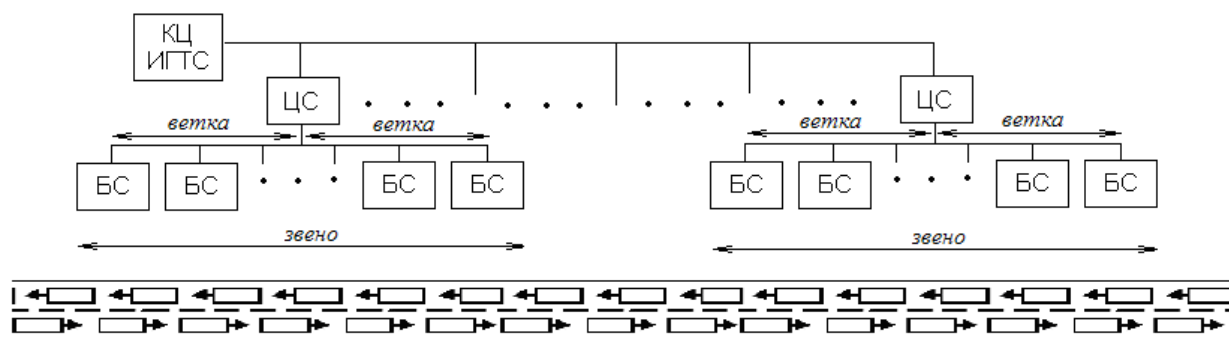 КЦ
ИГТС
ЦС
ЦС
ветка ветка ветка ветка
БС БС БС БС БС БС БС БС
звено звено